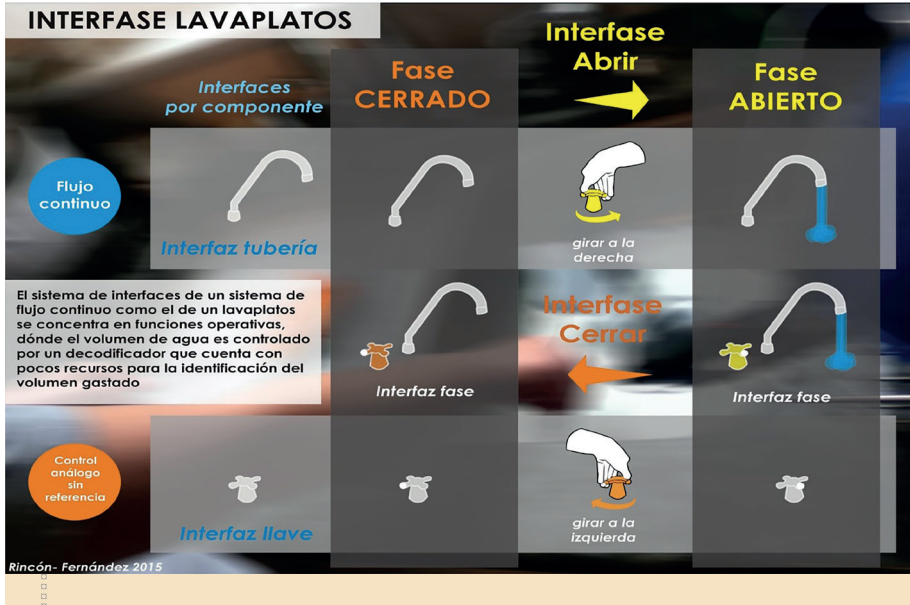 INTERFASE LAVAPLATOS
Interfaces
por componente
Fase
CERRADO
Interfase
Abrir
Fase
ABIERTO
Flujo
continuo
Interfaz tubería
girar a la
derecha
El sistema de interfaces de un sistema de
flujo continuo como el de un lavaplatos
se concentra en funciones operativas,
dónde el volumen de agua es controlado
por un decodificador que cuenta con
pocos recursos para la identificación del
volumen gastado
Interfaz fase
Interfase
Cerrar
Interfaz fase
Control
análogo
sin
referencia
Interfaz llave
girar a la
izquierda
Rincón- Fernández 2015